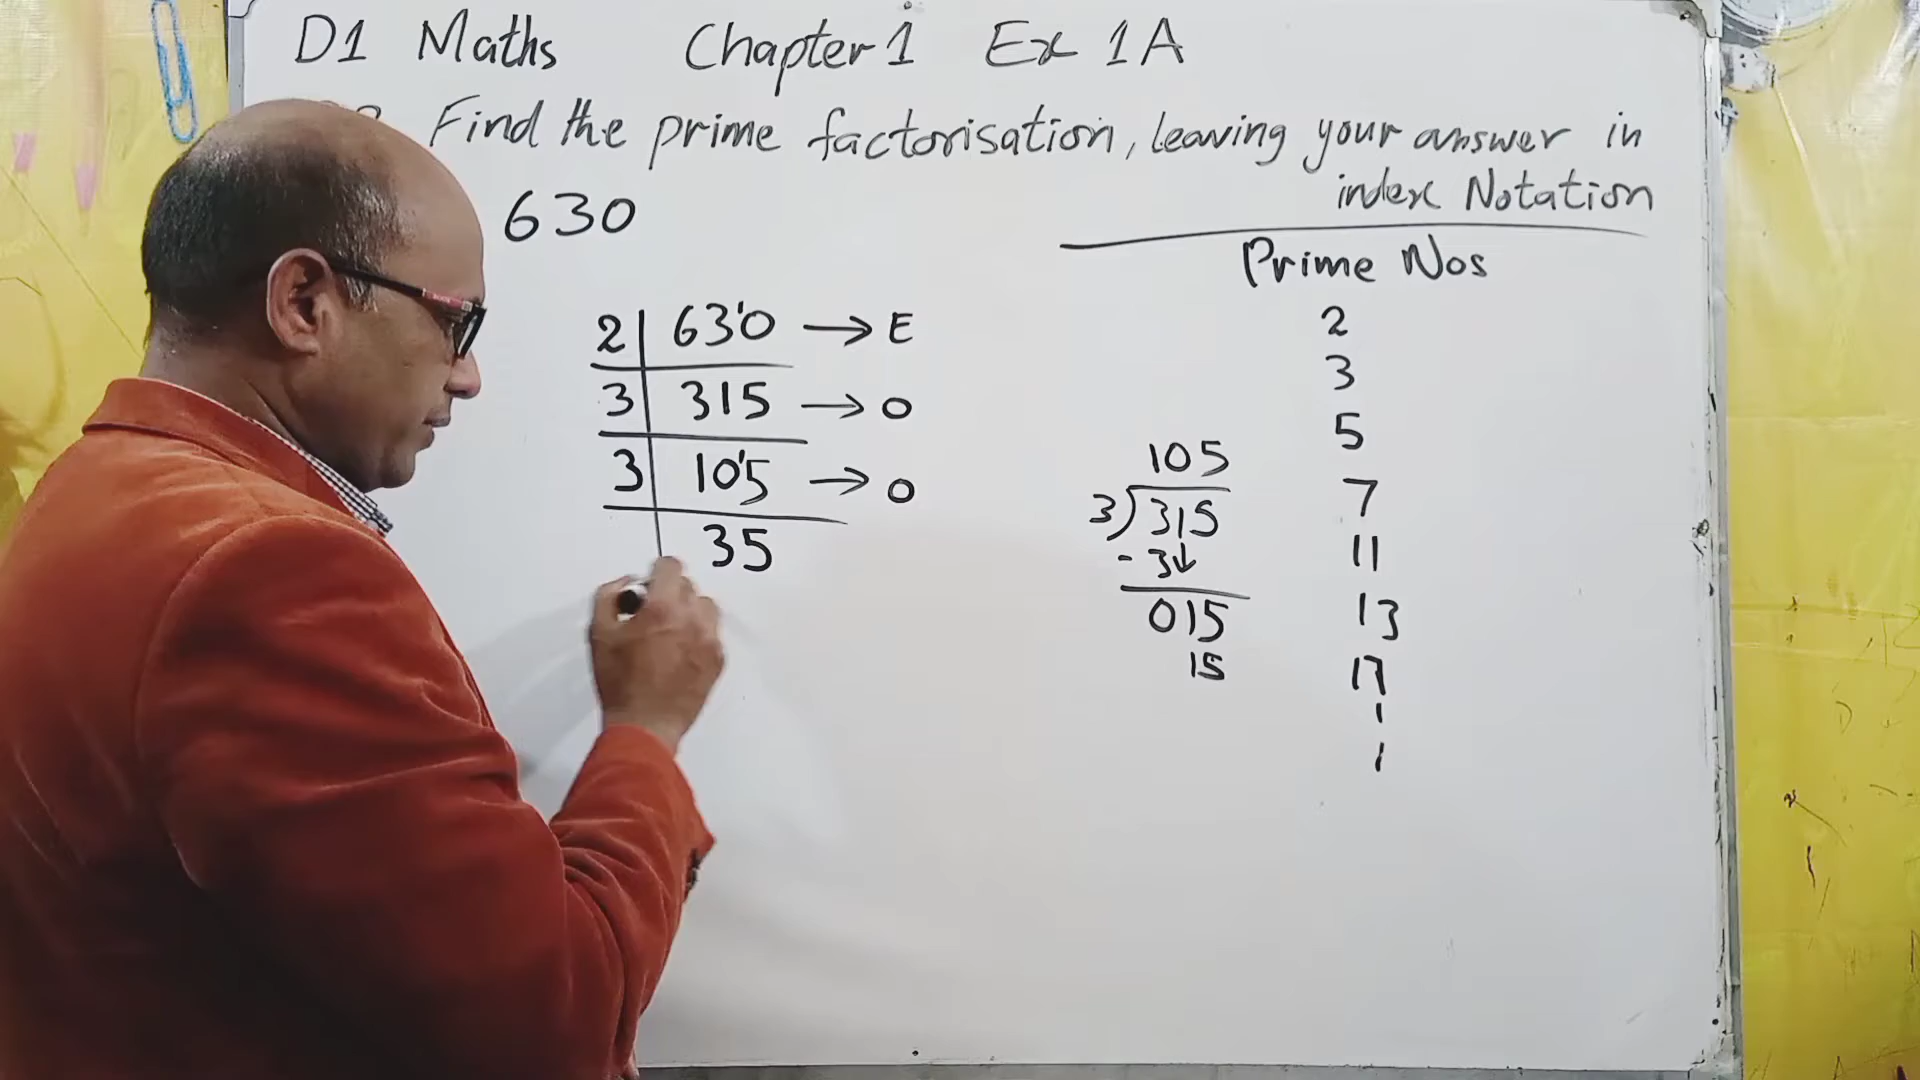 D1 Maths Chapter 1 Ex 1A
Find the prime factorisation, leaving your answer in
index Notation
630
Prime Nos
2 | 630 → E
3 | 315 → O
3 | 105 → O
35
105
3)315
-3↓
015
15
2
3
5
7
11
13
17